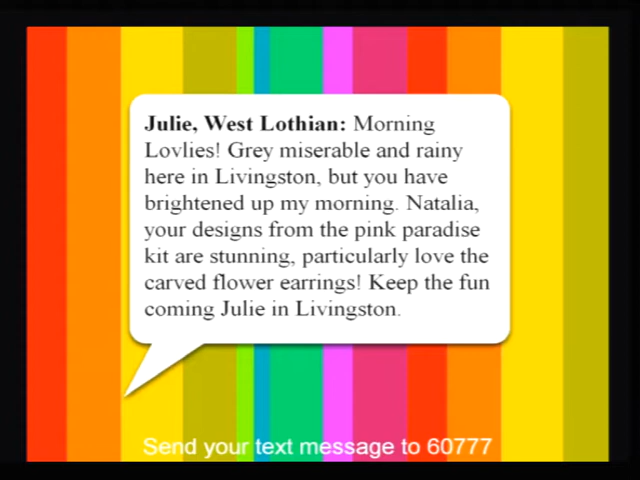 Julie, West Lothian: Morning
Lovlies! Grey miserable and rainy
here in Livingston, but you have
brightened up my morning. Natalia,
your designs from the pink paradise
kit are stunning, particularly love the
carved flower earrings! Keep the fun
coming Julie in Livingston.
Send your text message to 60777